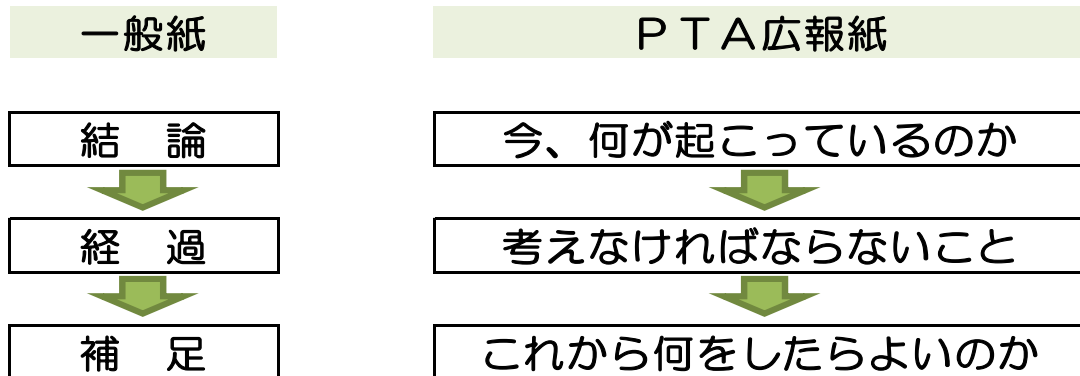 一般紙
PTA広報紙
結　論
今、何が起こっているのか
経　過
考えなければならないこと
補　足
これから何をしたらよいのか